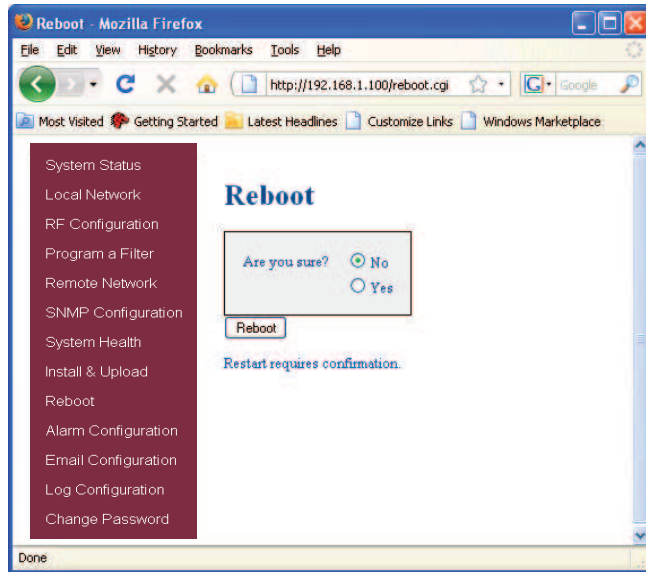 Reboot - Mozilla Firefox
File Edit View History Bookmarks Tools Help
http://192.168.1.100/reboot.cgi
G Google
Most Visited Getting Started Latest Headlines Customize Links Windows Marketplace
System Status
Local Network
RF Configuration
Program a Filter
Remote Network
SNMP Configuration
System Health
Install & Upload
Reboot
Alarm Configuration
Email Configuration
Log Configuration
Change Password
Reboot
Are you sure? No
Yes
Reboot
Restart requires confirmation.
Done